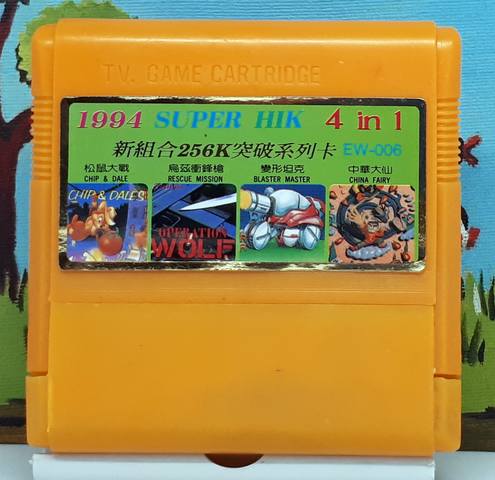 TV. GAME CARTRIDGE
1994 SUPER HIK 4 in 1
新組合256K突破系列卡 EW-006
松鼠大戰 烏茲衝鋒槍 變形坦克 中華大仙
CHIP & DALE RESCUE MISSION BLASTER MASTER CHINA FAIRY
CHIP & DALES
OPERATION
WOLF